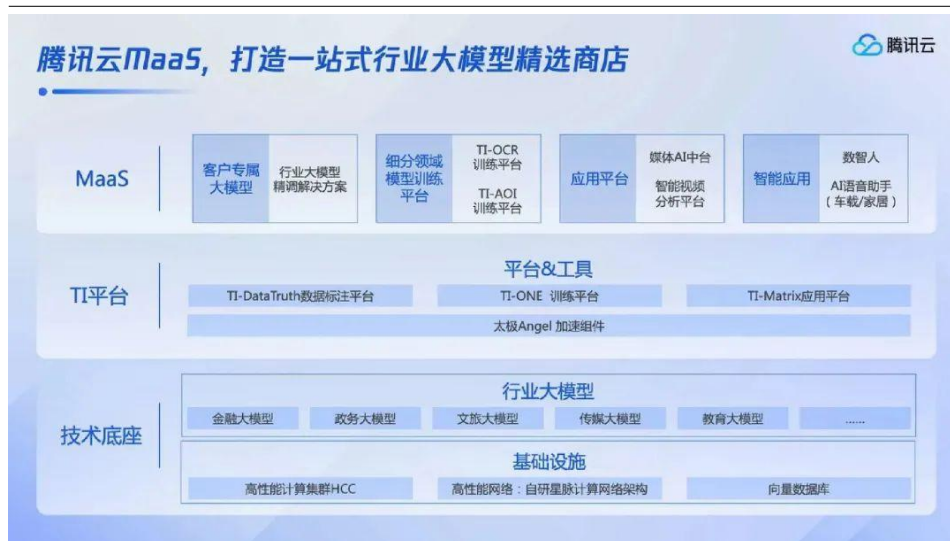 腾讯云MaaS，打造一站式行业大模型精选商店
腾讯云
MaaS
客户专属
大模型
行业大模型
精调解决方案
细分领域
模型训练
平台
TI-OCR
训练平台
TI-AOI
训练平台
应用平台
媒体AI中台
智能视频
分析平台
智能应用
数智人
AI语音助手
（车载/家居）
TI平台
平台&工具
TI-DataTruth数据标注平台
TI-ONE 训练平台
TI-Matrix应用平台
太极Angel 加速组件
技术底座
行业大模型
金融大模型
政务大模型
文旅大模型
传媒大模型
教育大模型
......
基础设施
高性能计算集群HCC
高性能网络：自研星脉计算网络架构
向量数据库